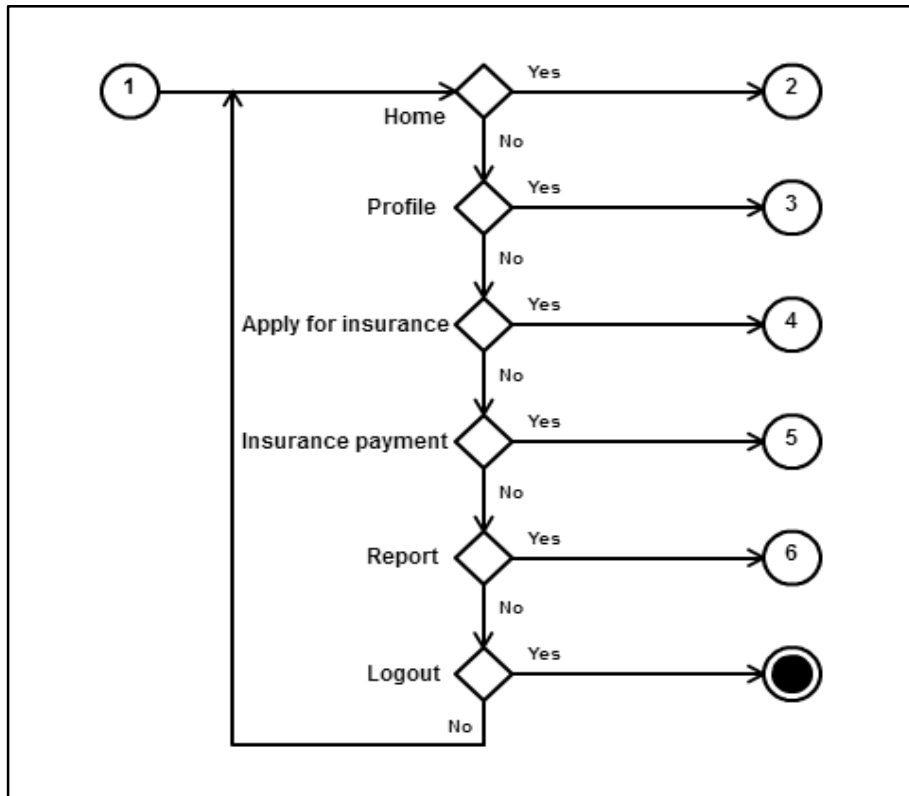 1
Yes
2
Home
No
Yes
Profile
3
No
Yes
Apply for insurance
4
No
Yes
Insurance payment
5
No
Yes
Report
6
No
Yes
Logout
No